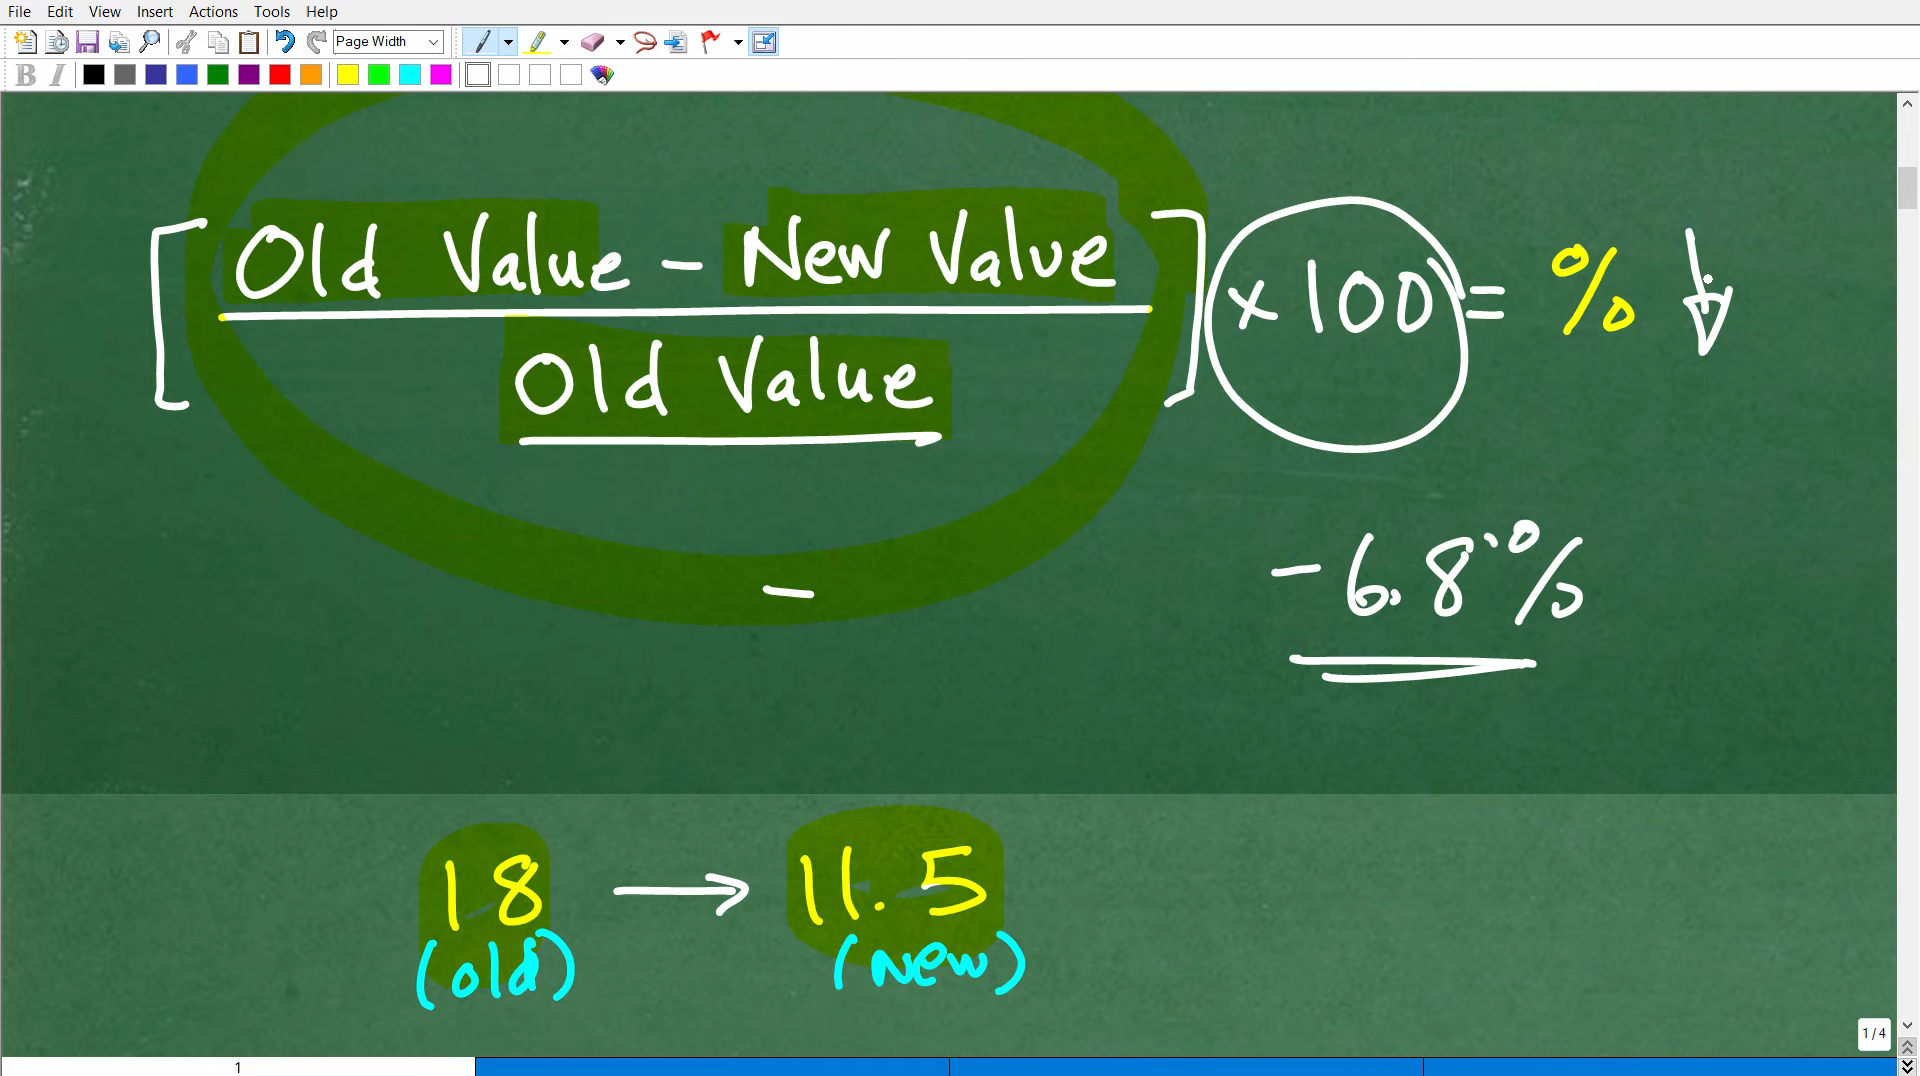 File Edit View Insert Actions Tools Help
Page Width
B I
[Old Value - New Value / Old Value] x 100 = % ↓
-
- 6.8%
18 → 11.5
(old) (new)
1 / 4
1